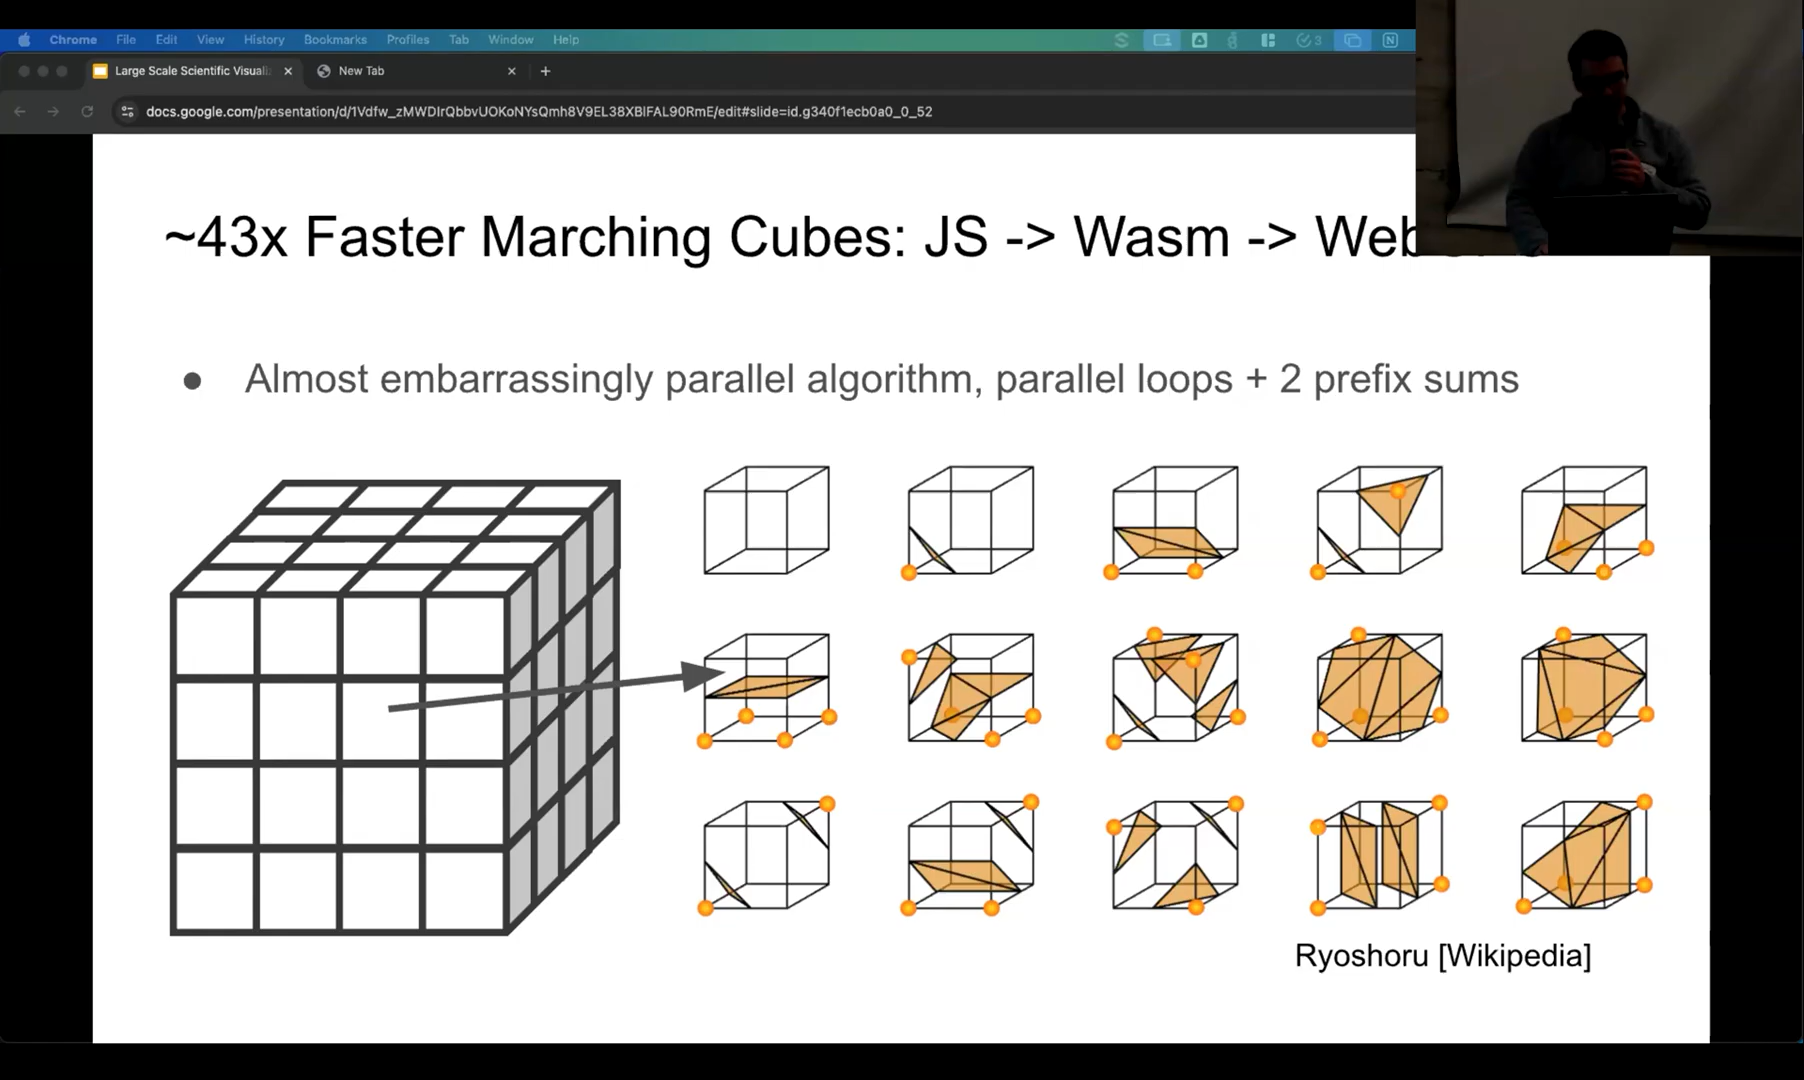 Chrome File Edit View History Bookmarks Profiles Tab Window Help 3
Large Scale Scientific Visuali New Tab
docs.google.com/presentation/d/1Vdfw_zMWDIrQbbvUOKoNYsQmh8V9EL38XBIFAL90RmE/edit#slide=id.g340f1ecb0a0_0_52
~43x Faster Marching Cubes: JS -> Wasm -> Web
● Almost embarrassingly parallel algorithm, parallel loops + 2 prefix sums
Ryoshoru [Wikipedia]